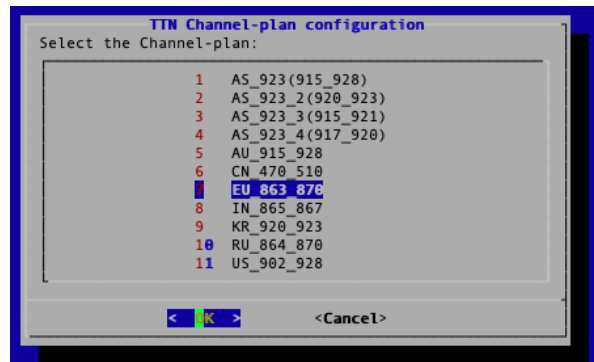 TTN Channel-plan configuration
Select the Channel-plan:
1 AS_923(915_928)
2 AS_923_2(920_923)
3 AS_923_3(915_921)
4 AS_923_4(917_920)
5 AU_915_928
6 CN_470_510
7 EU_863_870
8 IN_865_867
9 KR_920_923
10 RU_864_870
11 US_902_928
< OK > <Cancel>